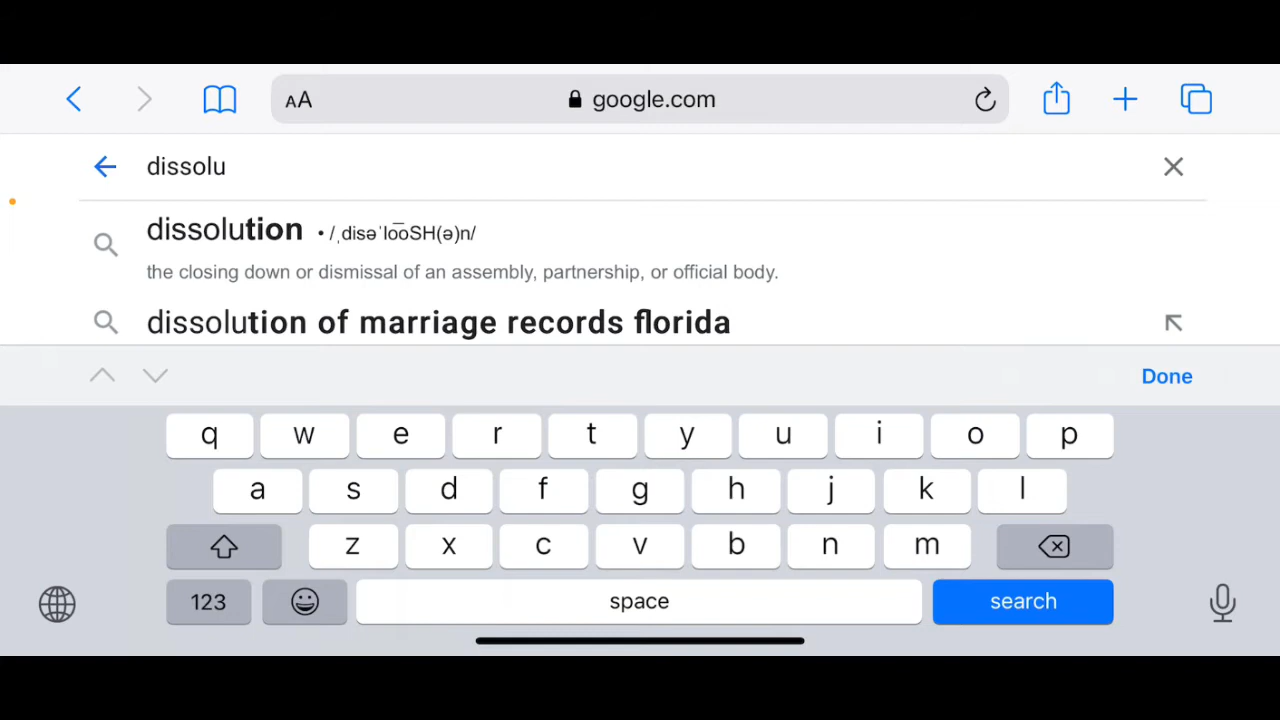 AA google.com
dissolu
dissolution • /ˌdisəˈlo͞oSH(ə)n/
the closing down or dismissal of an assembly, partnership, or official body.
dissolution of marriage records florida
Done
q w e r t y u i o p
a s d f g h j k l
z x c v b n m
123 space search